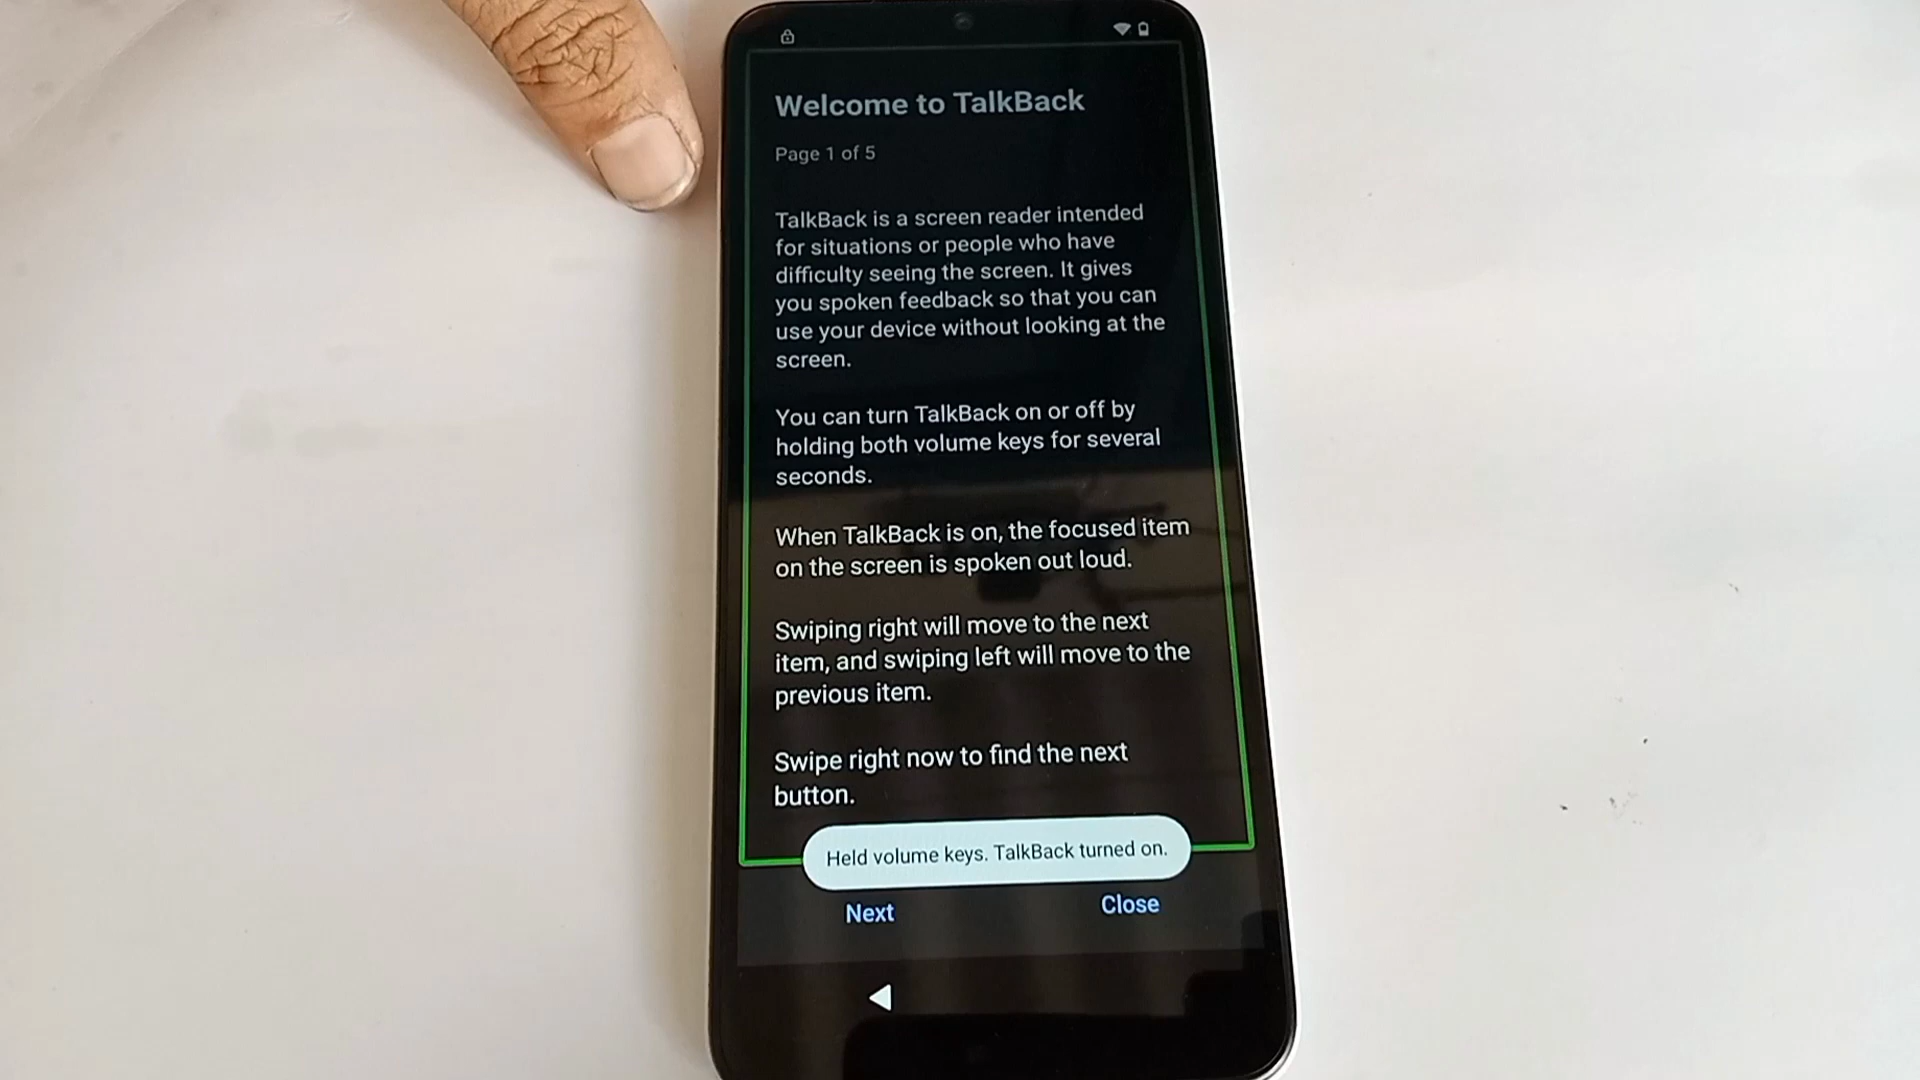 Welcome to TalkBack
Page 1 of 5
TalkBack is a screen reader intended
for situations or people who have
difficulty seeing the screen. It gives
you spoken feedback so that you can
use your device without looking at the
screen.
You can turn TalkBack on or off by
holding both volume keys for several
seconds.
When TalkBack is on, the focused item
on the screen is spoken out loud.
Swiping right will move to the next
item, and swiping left will move to the
previous item.
Swipe right now to find the next
button.
Held volume keys. TalkBack turned on.
Next Close